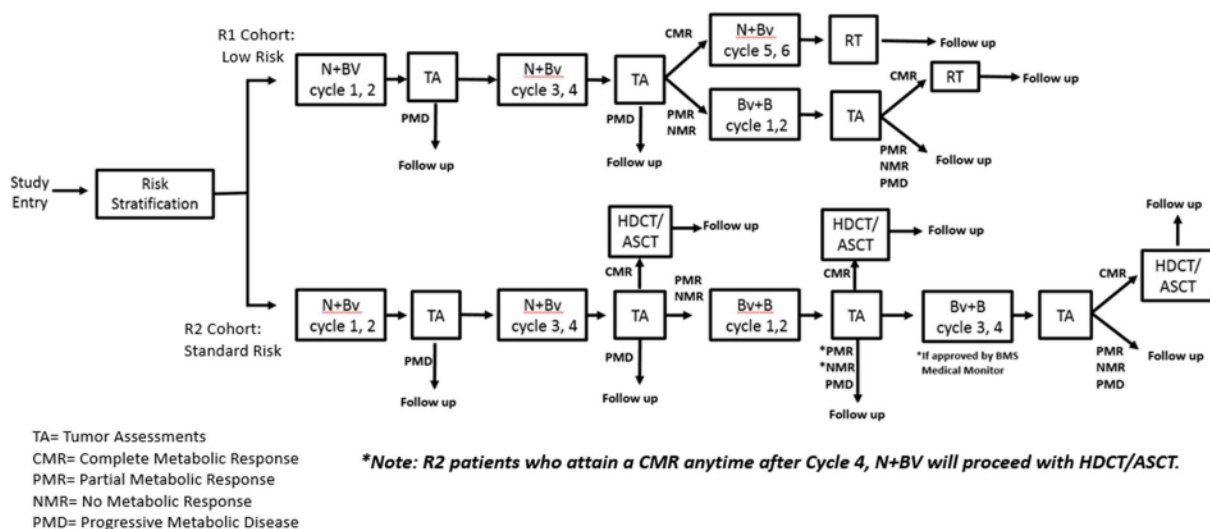 R1 Cohort:
Low Risk
N+BV
cycle 1, 2
TA
PMD
Follow up
N+Bv
cycle 3, 4
TA
PMD
Follow up
CMR
N+Bv
cycle 5, 6
RT
Follow up
PMR
NMR
Bv+B
cycle 1,2
TA
CMR
RT
Follow up
PMR
NMR
PMD
Follow up
Study
Entry
Risk
Stratification
R2 Cohort:
Standard Risk
N+Bv
cycle 1, 2
TA
PMD
Follow up
N+Bv
cycle 3, 4
TA
CMR
HDCT/
ASCT
Follow up
PMD
Follow up
PMR
NMR
Bv+B
cycle 1,2
TA
CMR
HDCT/
ASCT
Follow up
*PMR
*NMR
PMD
Follow up
Bv+B
cycle 3, 4
*If approved by BMS
Medical Monitor
TA
CMR
HDCT/
ASCT
Follow up
PMR
NMR
PMD
Follow up
TA= Tumor Assessments
CMR= Complete Metabolic Response
PMR= Partial Metabolic Response
NMR= No Metabolic Response
PMD= Progressive Metabolic Disease
*Note: R2 patients who attain a CMR anytime after Cycle 4, N+BV will proceed with HDCT/ASCT.